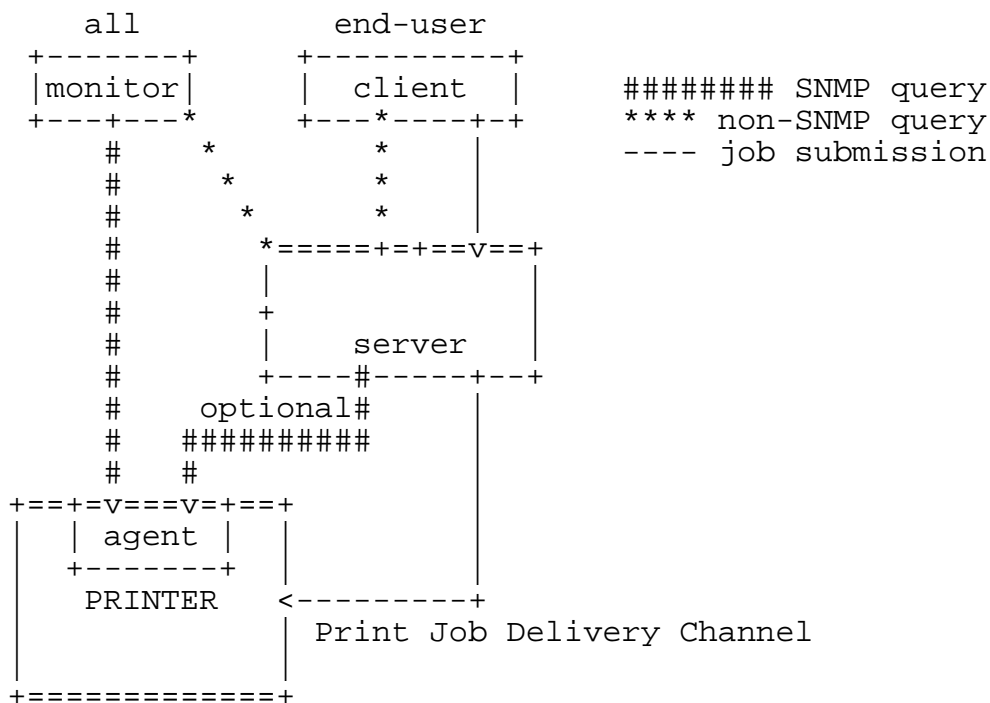 all end-user
monitor client ######## SNMP query
**** non-SNMP query
---- job submission
server
optional
agent
PRINTER
Print Job Delivery Channel